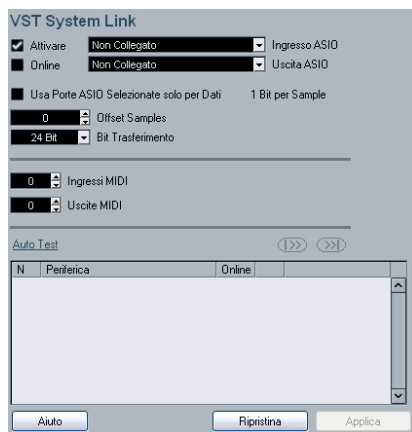 VST System Link
Attivare Non Collegato Ingresso ASIO
Online Non Collegato Uscita ASIO
Usa Porte ASIO Selezionate solo per Dati 1 Bit per Sample
0 Offset Samples
24 Bit Bit Trasferimento
0 Ingressi MIDI
0 Uscite MIDI
Auto Test
N Periferica Online
Aiuto Ripristina Applica